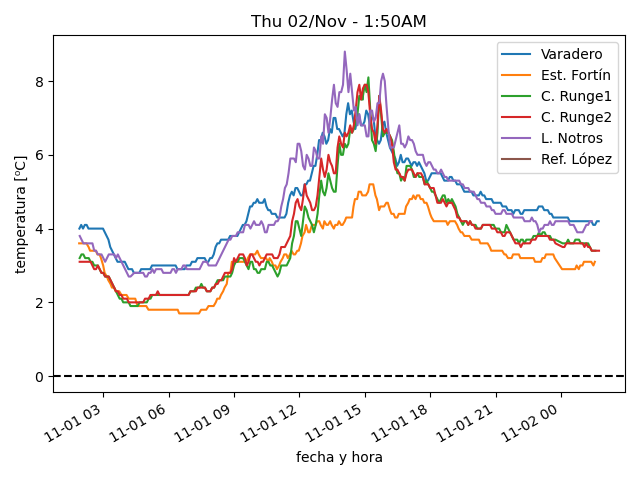 Thu 02/Nov - 1:50AM
temperatura [ºC]
8
6
4
2
0
Varadero
Est. Fortín
C. Runge1
C. Runge2
L. Notros
Ref. López
11-01 03
11-01 06
11-01 09
11-01 12
11-01 15
11-01 18
11-01 21
11-02 00
fecha y hora